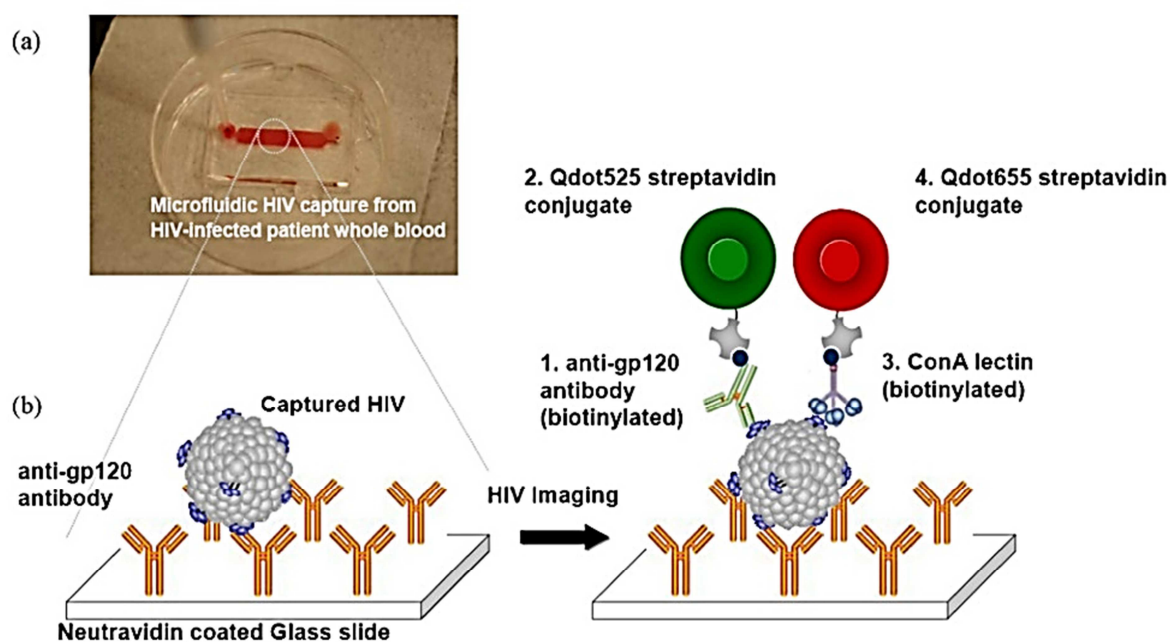 (a)
Microfluidic HIV capture from
HIV-infected patient whole blood
2. Qdot525 streptavidin
conjugate
4. Qdot655 streptavidin
conjugate
1. anti-gp120
antibody
(biotinylated)
3. ConA lectin
(biotinylated)
(b)
Captured HIV
anti-gp120
antibody
HIV Imaging
Neutravidin coated Glass slide